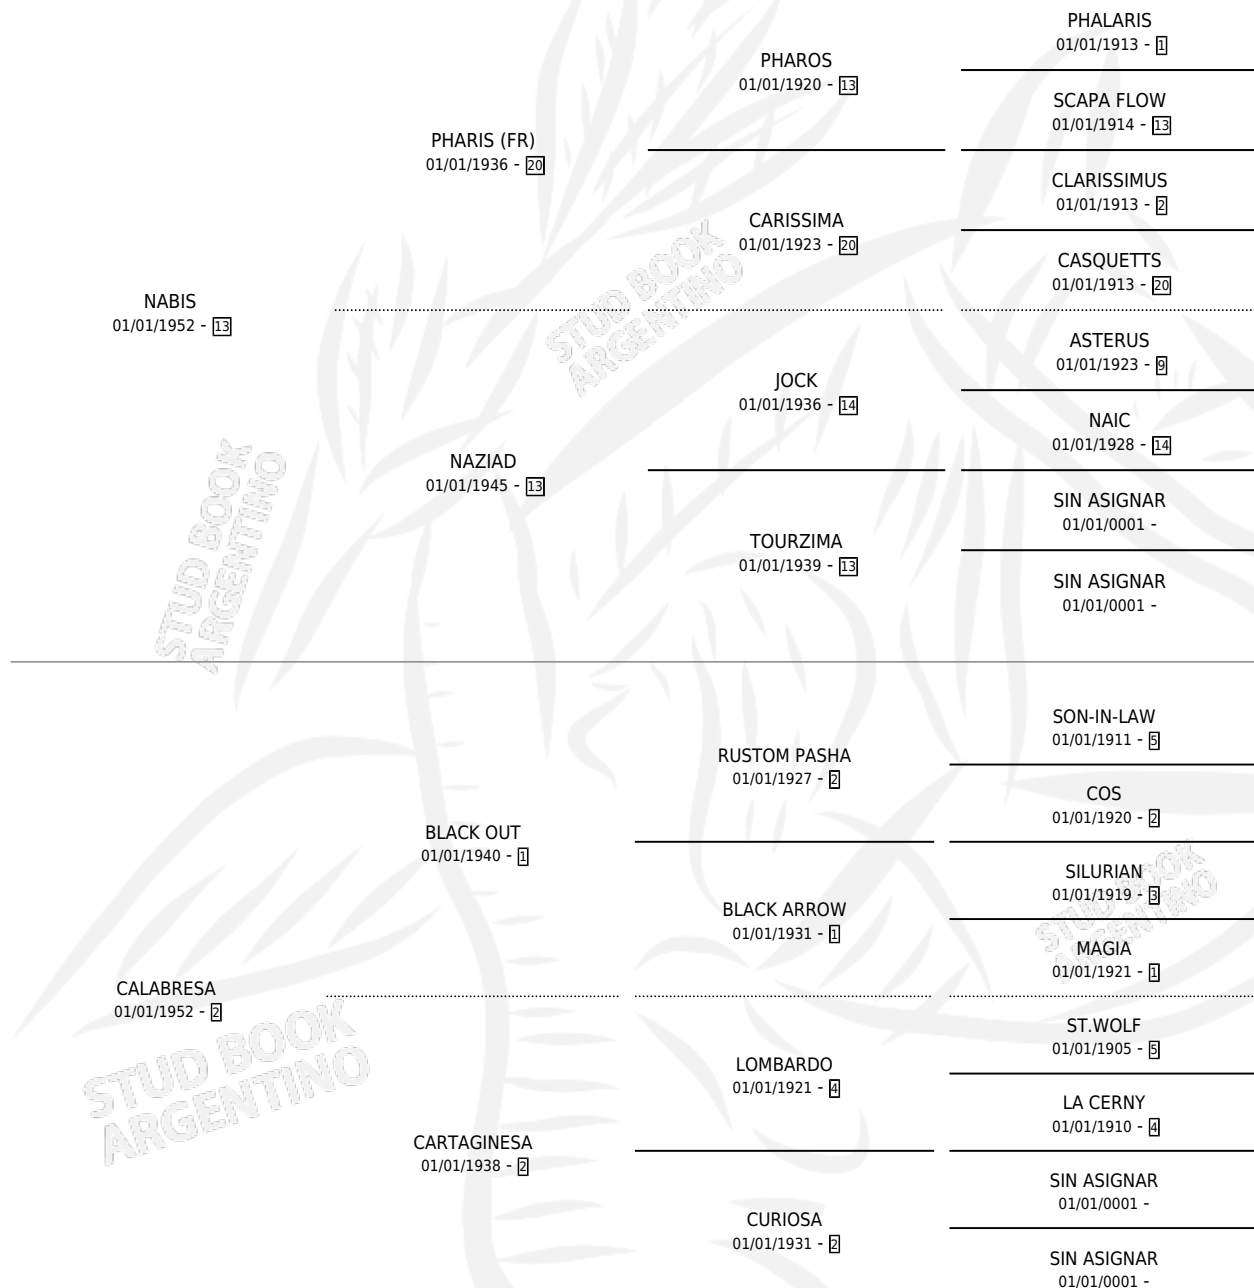 PHALARIS
01/01/1913 - 1
PHAROS
01/01/1920 - 13
SCAPA FLOW
01/01/1914 - 13
PHARIS (FR)
01/01/1936 - 20
CLARISSIMUS
01/01/1913 - 2
CARISSIMA
01/01/1923 - 20
CASQUETTS
01/01/1913 - 20
NABIS
01/01/1952 - 13
ASTERUS
01/01/1923 - 9
JOCK
01/01/1936 - 14
NAIC
01/01/1928 - 14
NAZIAD
01/01/1945 - 13
SIN ASIGNAR
01/01/0001 -
TOURZIMA
01/01/1939 - 13
SIN ASIGNAR
01/01/0001 -
SON-IN-LAW
01/01/1911 - 5
RUSTOM PASHA
01/01/1927 - 2
COS
01/01/1920 - 2
BLACK OUT
01/01/1940 - 1
SILURIAN
01/01/1919 - 3
BLACK ARROW
01/01/1931 - 1
MAGIA
01/01/1921 - 1
CALABRESA
01/01/1952 - 2
ST.WOLF
01/01/1905 - 5
LOMBARDO
01/01/1921 - 4
LA CERNY
01/01/1910 - 4
CARTAGINESA
01/01/1938 - 2
SIN ASIGNAR
01/01/0001 -
CURIOSA
01/01/1931 - 2
SIN ASIGNAR
01/01/0001 -
STUD BOOK
ARGENTINO
STUD BOOK
ARGENTINO
STUD BOOK
ARGENTINO
STUD BOOK
ARGENTINO